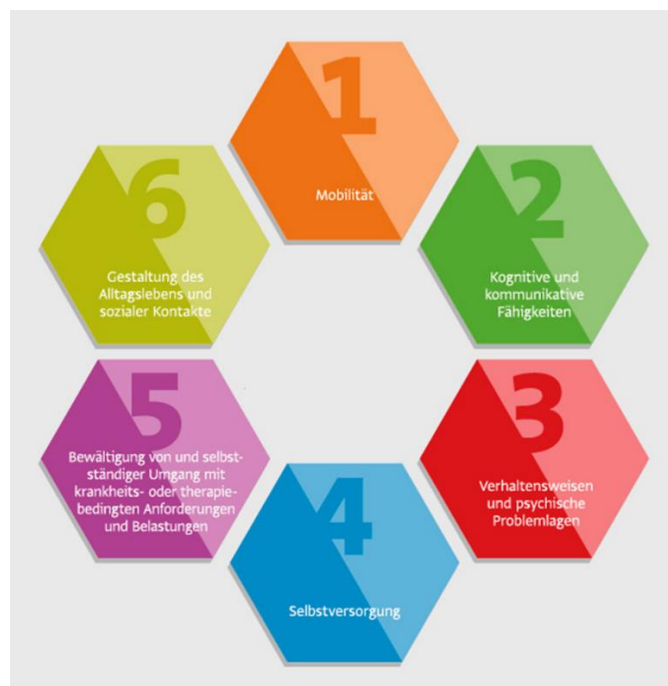 1
Mobilität
2
Kognitive und
kommunikative
Fähigkeiten
3
Verhaltensweisen
und psychische
Problemlagen
4
Selbstversorgung
5
Bewältigung von und selbst-
ständiger Umgang mit
krankheits- oder therapie-
bedingten Anforderungen
und Belastungen
6
Gestaltung des
Alltagslebens und
sozialer Kontakte